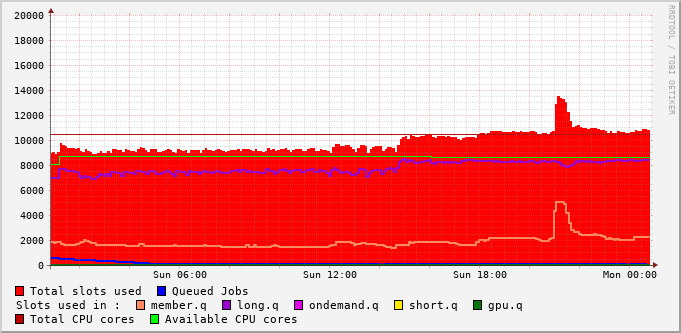 20000
18000
16000
14000
12000
10000
8000
6000
4000
2000
0
Sun 06:00 Sun 12:00 Sun 18:00 Mon 00:00
Total slots used Queued Jobs
Slots used in : member.q long.q ondemand.q short.q gpu.q
Total CPU cores Available CPU cores
RRDTOOL / TOBI OETIKER